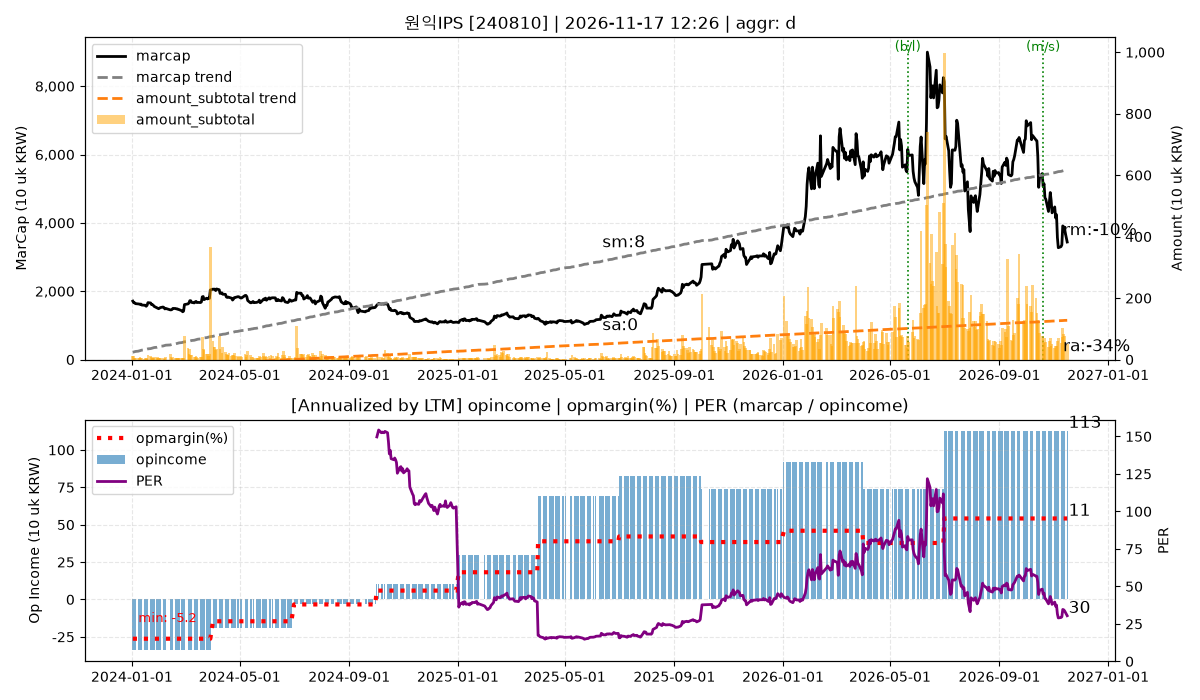 원익IPS [240810] | 2026-11-17 12:26 | aggr: d
marcap
marcap trend
amount_subtotal trend
amount_subtotal
(b/l)
(m/s)
sm:8
sa:0
rm:-10%
ra:-34%
MarCap (10 uk KRW)
8,000
6,000
4,000
2,000
0
Amount (10 uk KRW)
1,000
800
600
400
200
0
2024-01-01
2024-05-01
2024-09-01
2025-01-01
2025-05-01
2025-09-01
2026-01-01
2026-05-01
2026-09-01
2027-01-01
[Annualized by LTM] opincome | opmargin(%) | PER (marcap / opincome)
opmargin(%)
opincome
PER
min: -5.2
113
11
30
Op Income (10 uk KRW)
100
75
50
25
0
-25
PER
150
125
100
75
50
25
0
2024-01-01
2024-05-01
2024-09-01
2025-01-01
2025-05-01
2025-09-01
2026-01-01
2026-05-01
2026-09-01
2027-01-01